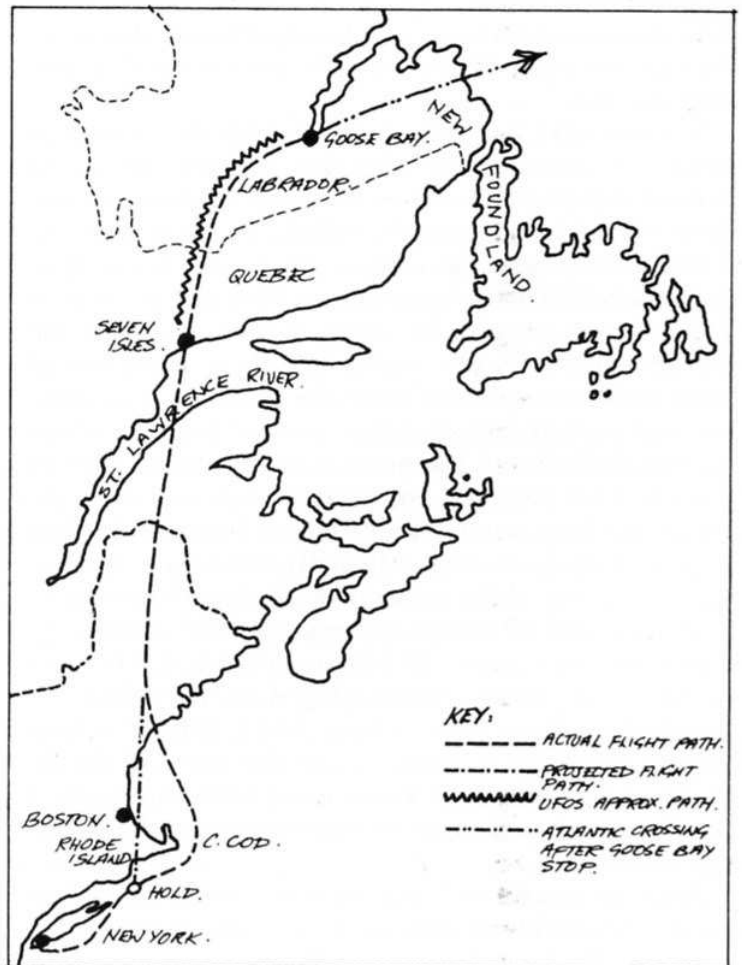 NEW
FOUNDLAND.
GOOSE BAY.
LABRADOR.
QUEBEC
SEVEN
ISLES.
ST. LAWRENCE RIVER.
KEY:
ACTUAL FLIGHT PATH.
PROJECTED FLIGHT
PATH.
UFOS APPROX. PATH.
ATLANTIC CROSSING
AFTER GOOSE BAY
STOP.
BOSTON.
RHODE
ISLAND
C. COD.
HOLD.
NEW YORK.